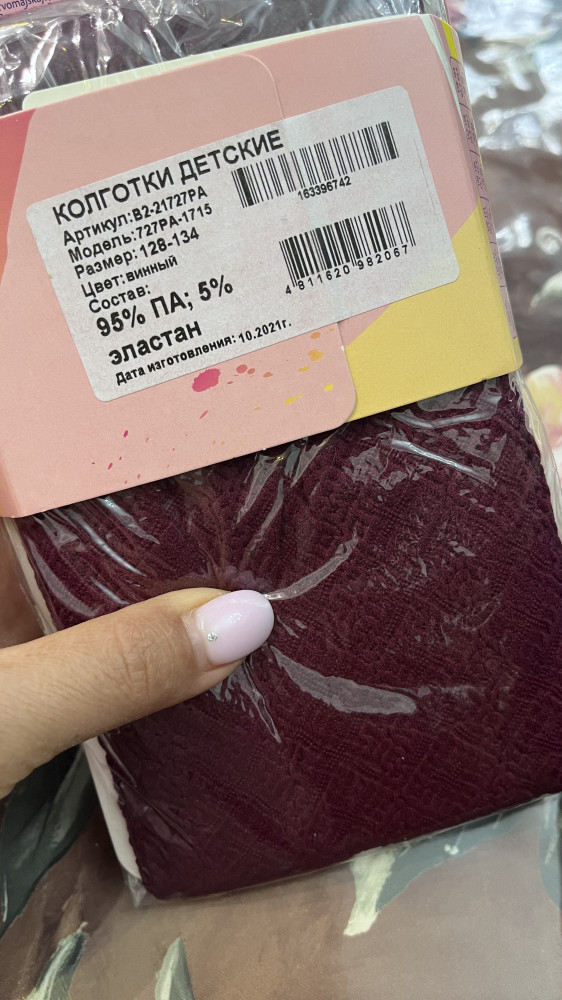 КОЛГОТКИ ДЕТСКИЕ
Артикул:В2-21727РА
Модель:727РА-1715
Размер:128-134
Цвет:винный
Состав:
95% ПА; 5%
эластан
Дата изготовления: 10.2021г.
163396742
4 811620 982067